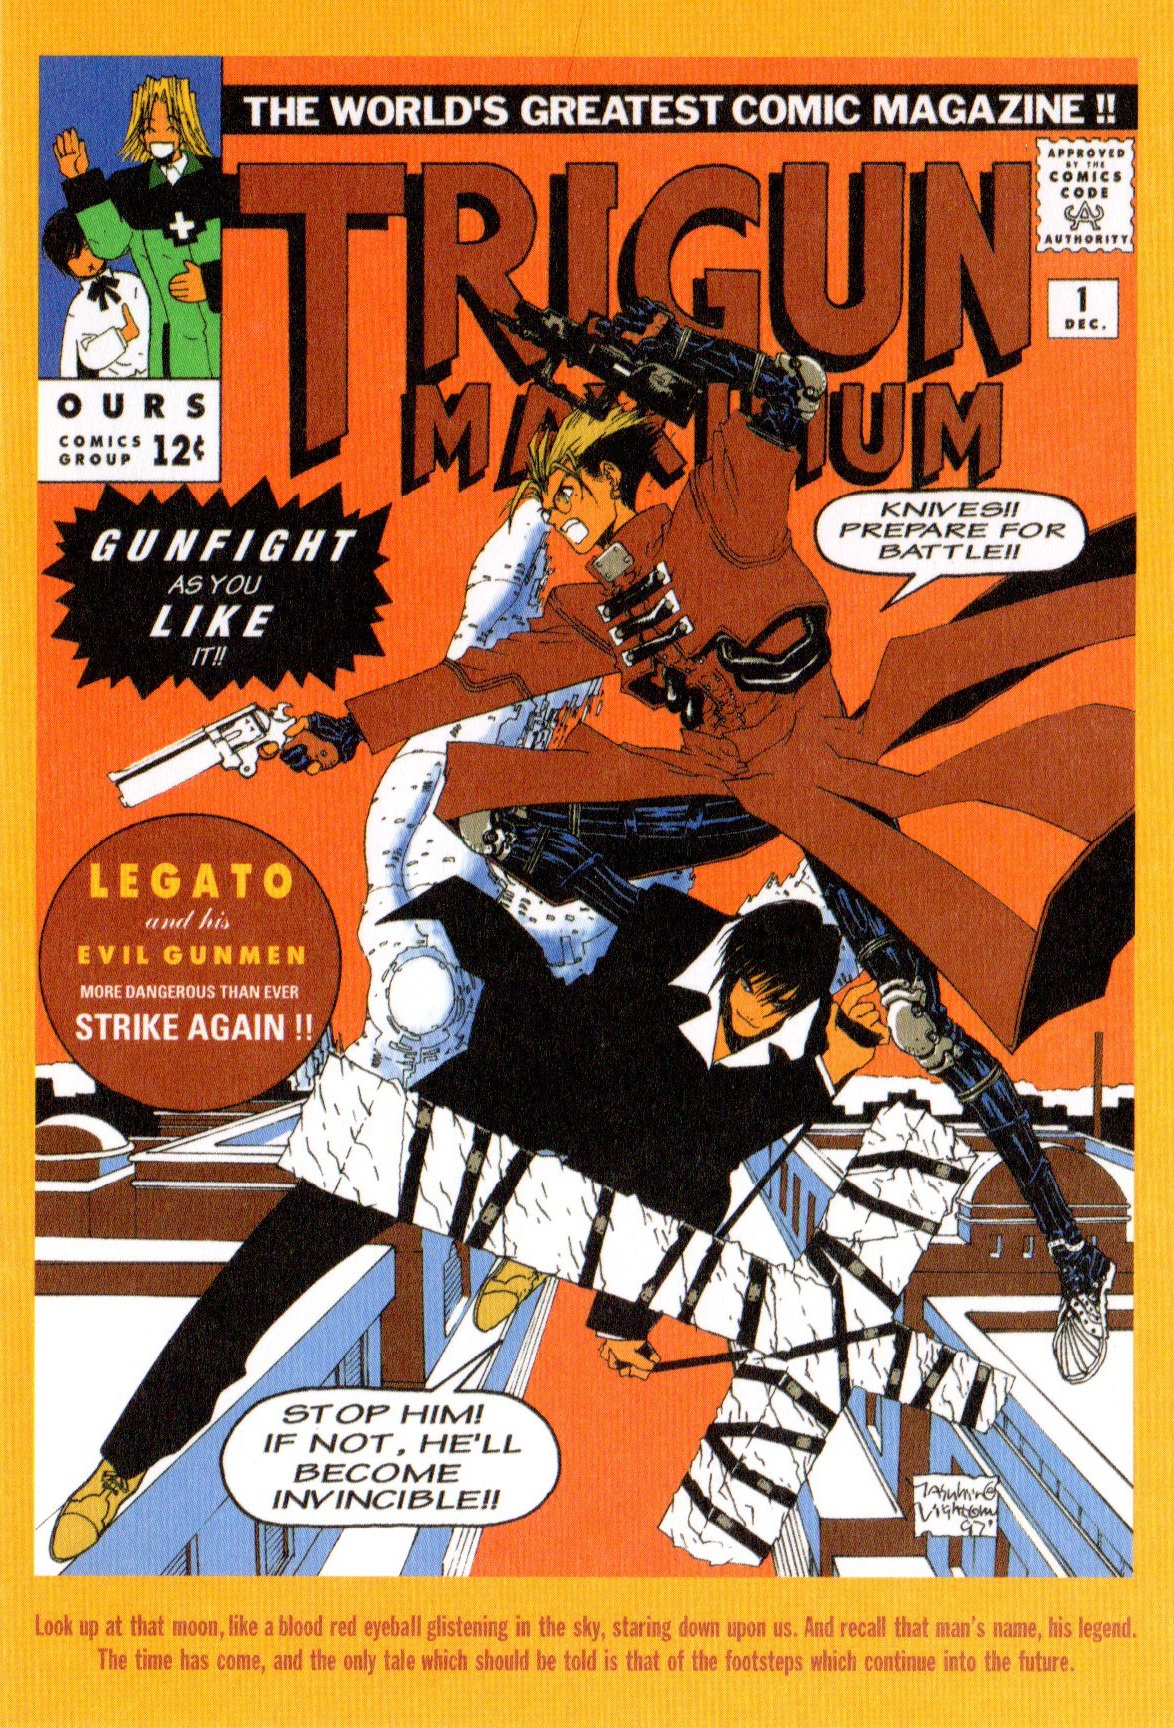 THE WORLD'S GREATEST COMIC MAGAZINE !!
TRIGUN
MAXIMUM
APPROVED
BY THE
COMICS
CODE
AUTHORITY
1
DEC.
OURS
COMICS
GROUP 12¢
GUNFIGHT
AS YOU
LIKE
IT!!
KNIVES!!
PREPARE FOR
BATTLE!!
LEGATO
and his
EVIL GUNMEN
MORE DANGEROUS THAN EVER
STRIKE AGAIN !!
STOP HIM!
IF NOT, HE'LL
BECOME
INVINCIBLE!!
97'
Look up at that moon, like a blood red eyeball glistening in the sky, staring down upon us. And recall that man's name, his legend.
The time has come, and the only tale which should be told is that of the footsteps which continue into the future.